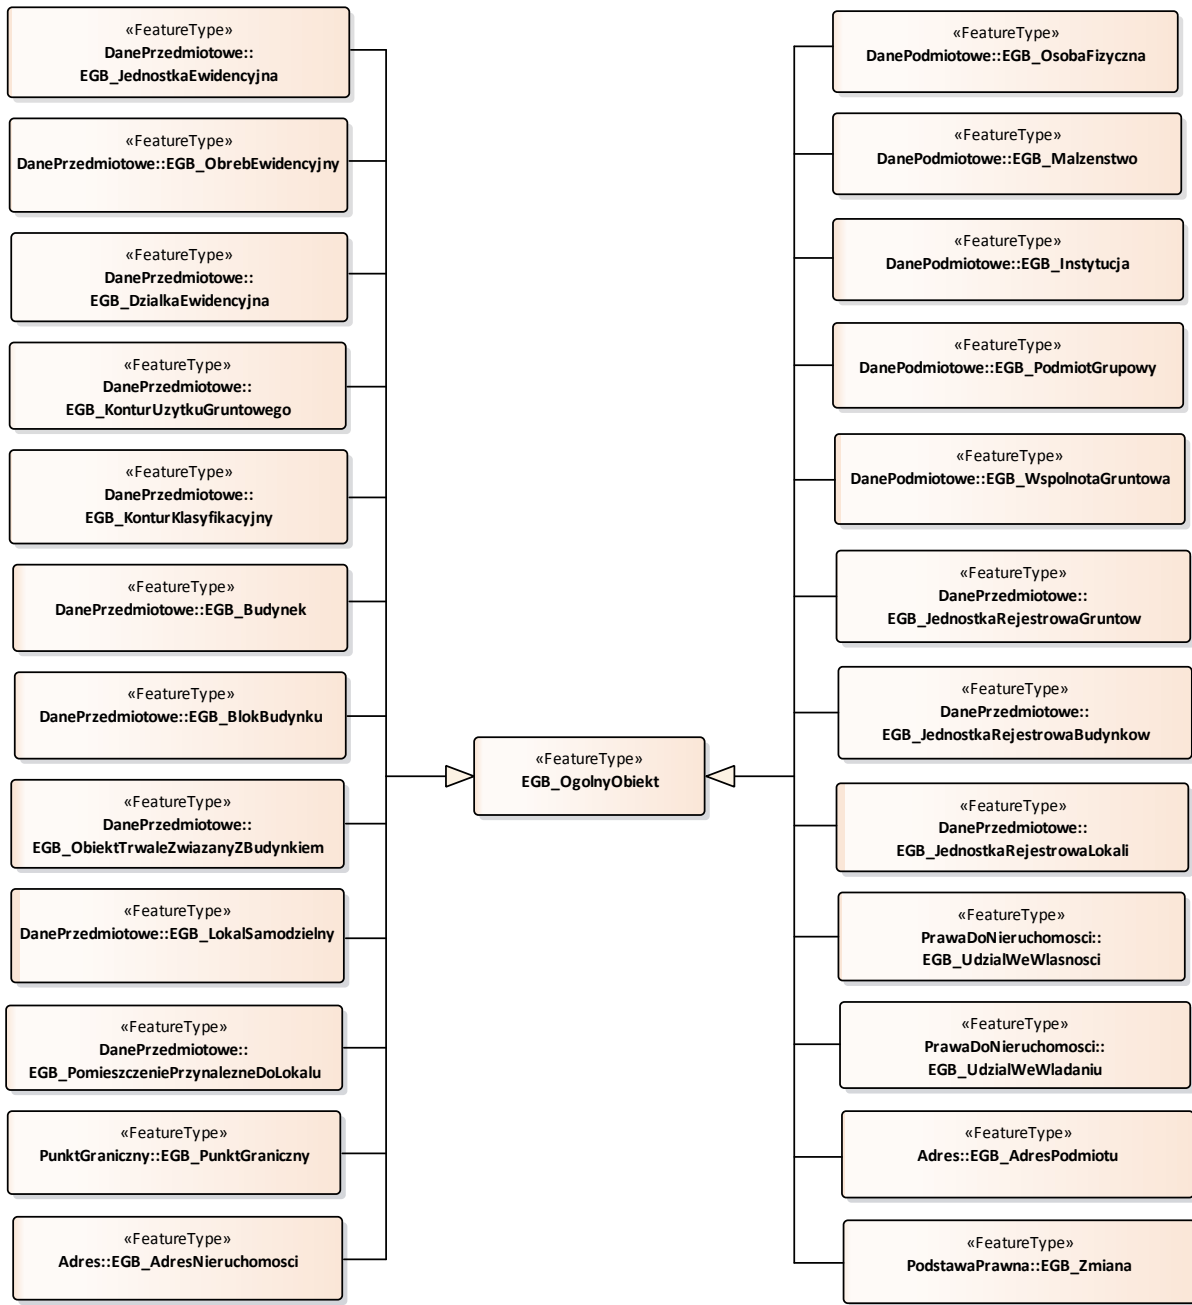 «FeatureType»
DanePrzedmiotowe::
EGB_JednostkaEwidencyjna
«FeatureType»
DanePrzedmiotowe::EGB_ObrebEwidencyjny
«FeatureType»
DanePrzedmiotowe::
EGB_DzialkaEwidencyjna
«FeatureType»
DanePrzedmiotowe::
EGB_KonturUzytkuGruntowego
«FeatureType»
DanePrzedmiotowe::
EGB_KonturKlasyfikacyjny
«FeatureType»
DanePrzedmiotowe::EGB_Budynek
«FeatureType»
DanePrzedmiotowe::EGB_BlokBudynku
«FeatureType»
DanePrzedmiotowe::
EGB_ObiektTrwaleZwiazanyZBudynkiem
«FeatureType»
DanePrzedmiotowe::EGB_LokalSamodzielny
«FeatureType»
DanePrzedmiotowe::
EGB_PomieszczeniePrzynalezneDoLokalu
«FeatureType»
PunktGraniczny::EGB_PunktGraniczny
«FeatureType»
Adres::EGB_AdresNieruchomosci
«FeatureType»
EGB_OgolnyObiekt
«FeatureType»
DanePodmiotowe::EGB_OsobaFizyczna
«FeatureType»
DanePodmiotowe::EGB_Malzenstwo
«FeatureType»
DanePodmiotowe::EGB_Instytucja
«FeatureType»
DanePodmiotowe::EGB_PodmiotGrupowy
«FeatureType»
DanePodmiotowe::EGB_WspolnotaGruntowa
«FeatureType»
DanePrzedmiotowe::
EGB_JednostkaRejestrowaGruntow
«FeatureType»
DanePrzedmiotowe::
EGB_JednostkaRejestrowaBudynkow
«FeatureType»
DanePrzedmiotowe::
EGB_JednostkaRejestrowaLokali
«FeatureType»
PrawaDoNieruchomosci::
EGB_UdzialWeWlasnosci
«FeatureType»
PrawaDoNieruchomosci::
EGB_UdzialWeWladaniu
«FeatureType»
Adres::EGB_AdresPodmiotu
«FeatureType»
PodstawaPrawna::EGB_Zmiana